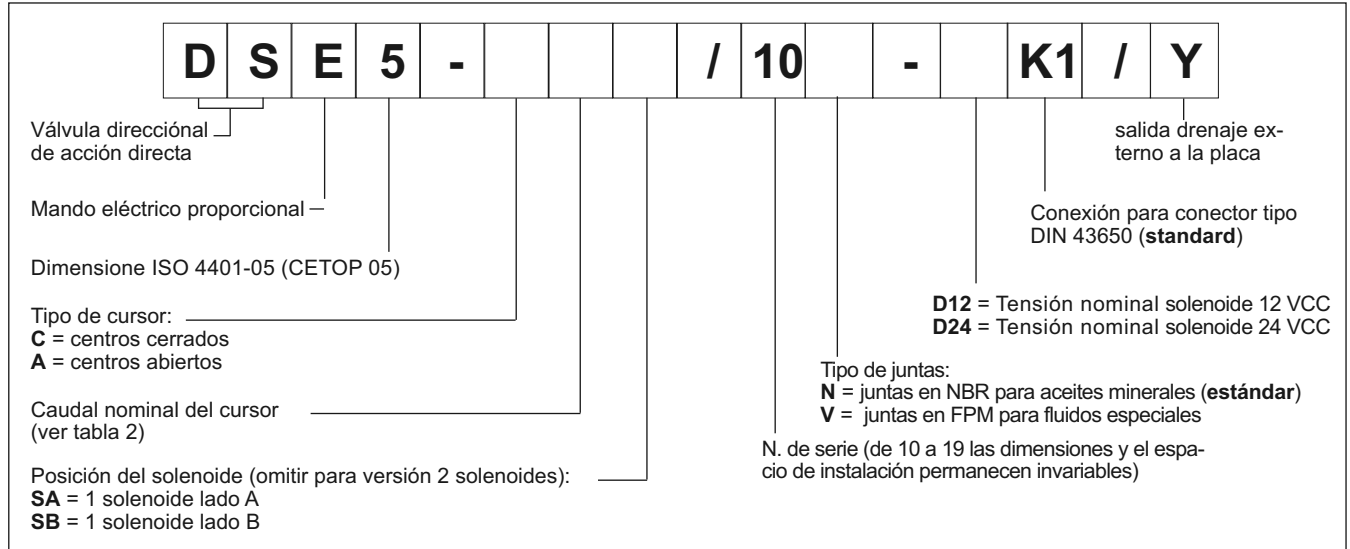 D S E 5 - / 10 - K1 / Y
Válvula direcciónal
de acción directa
Mando eléctrico proporcional
Dimensione ISO 4401-05 (CETOP 05)
Tipo de cursor:
C = centros cerrados
A = centros abiertos
Caudal nominal del cursor
(ver tabla 2)
Posición del solenoide (omitir para versión 2 solenoides):
SA = 1 solenoide lado A
SB = 1 solenoide lado B
salida drenaje ex-
terno a la placa
Conexión para conector tipo
DIN 43650 (standard)
D12 = Tensión nominal solenoide 12 VCC
D24 = Tensión nominal solenoide 24 VCC
Tipo de juntas:
N = juntas en NBR para aceites minerales (estándar)
V = juntas en FPM para fluidos especiales
N. de serie (de 10 a 19 las dimensiones y el espa-
cio de instalación permanecen invariables)